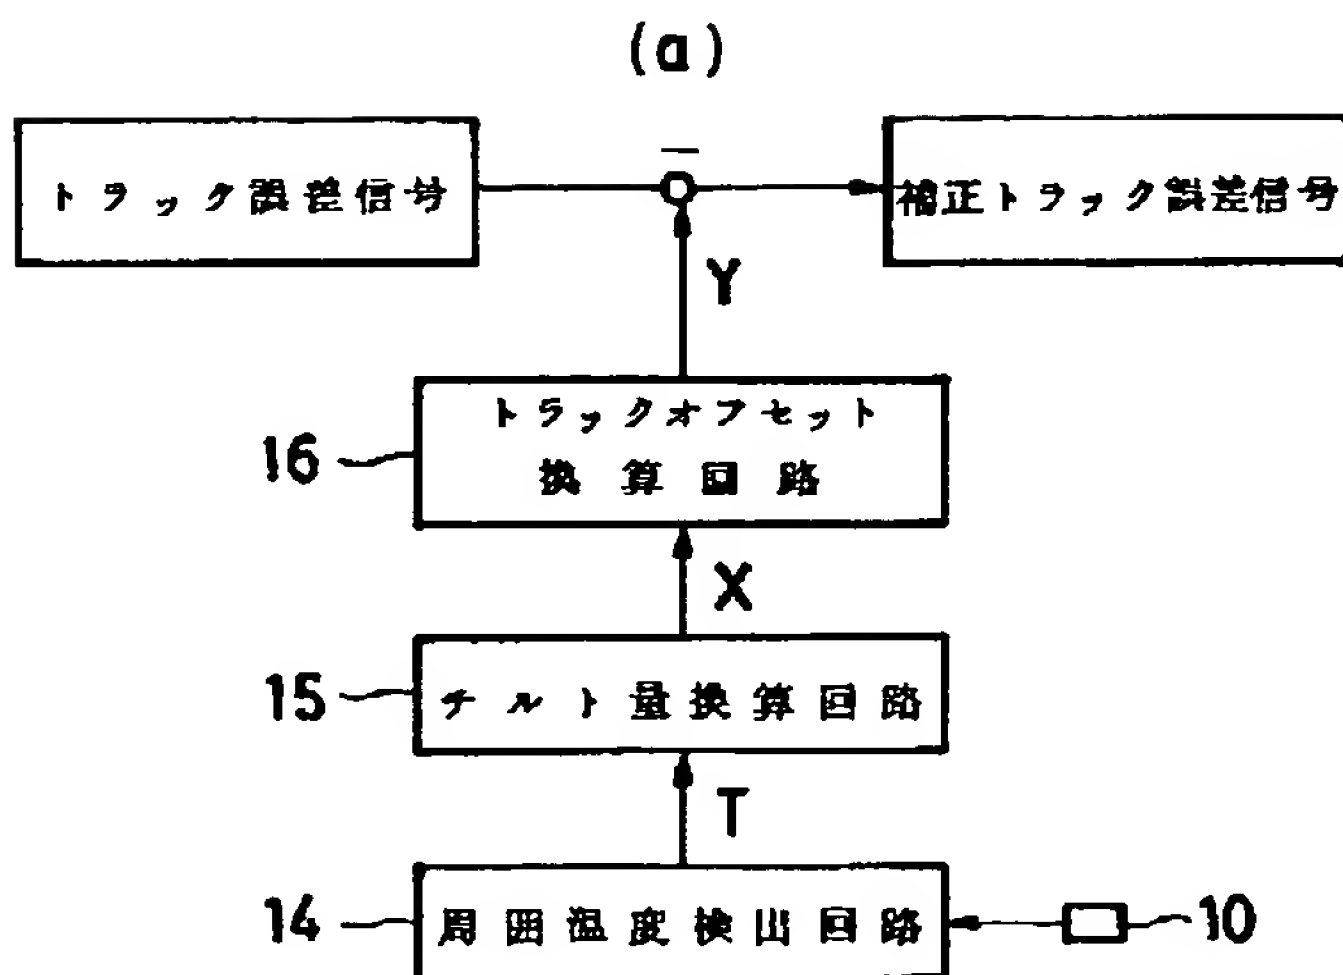 (a)
トラック誤差信号
—
補正トラック誤差信号
Y
トラックオフセット
換算回路
16
X
15
チルト量換算回路
T
14
周囲温度検出回路
10